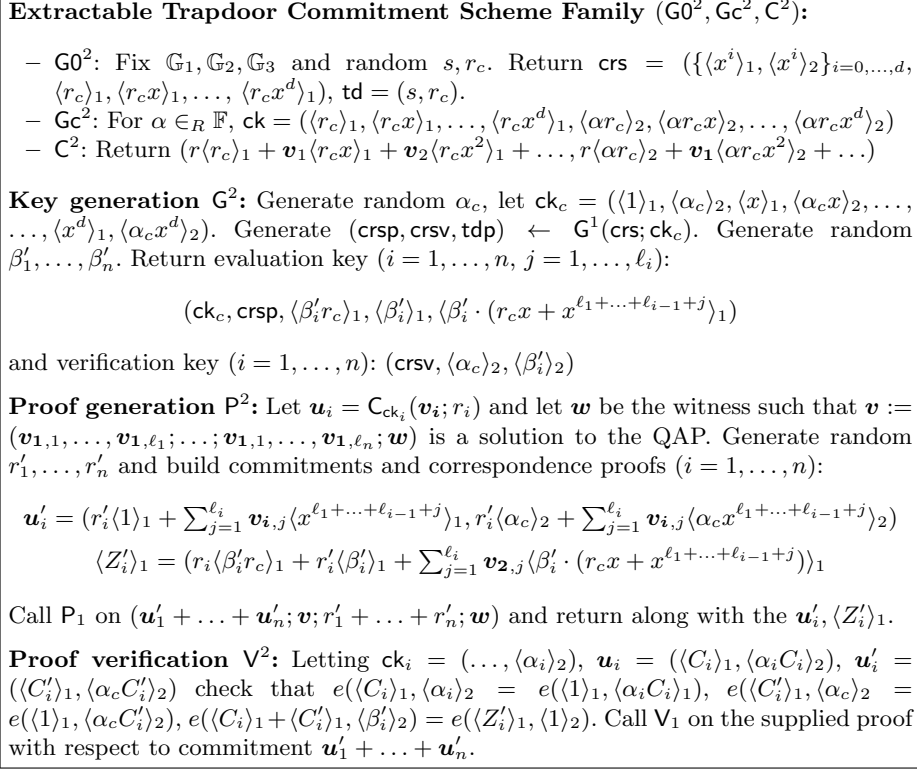 Extractable Trapdoor Commitment Scheme Family (G0², Gc², C²):
– G0²: Fix 𝔾₁, 𝔾₂, 𝔾₃ and random s, r_c. Return crs = ({⟨x^i⟩₁, ⟨x^i⟩₂}_{i=0,...,d},
⟨r_c⟩₁, ⟨r_c x⟩₁, . . . , ⟨r_c x^d⟩₁), td = (s, r_c).
– Gc²: For α ∈_R 𝔽, ck = (⟨r_c⟩₁, ⟨r_c x⟩₁, . . . , ⟨r_c x^d⟩₁, ⟨αr_c⟩₂, ⟨αr_c x⟩₂, . . . , ⟨αr_c x^d⟩₂)
– C²: Return (r⟨r_c⟩₁ + v₁⟨r_c x⟩₁ + v₂⟨r_c x²⟩₁ + . . . , r⟨αr_c⟩₂ + v₁⟨αr_c x²⟩₂ + . . .)
Key generation G²: Generate random α_c, let ck_c = (⟨1⟩₁, ⟨α_c⟩₂, ⟨x⟩₁, ⟨α_c x⟩₂, . . . ,
. . . , ⟨x^d⟩₁, ⟨α_c x^d⟩₂). Generate (crsp, crsv, tdp) ← G¹(crs; ck_c). Generate random
β′₁, . . . , β′_n. Return evaluation key (i = 1, . . . , n, j = 1, . . . , ℓ_i):
(ck_c, crsp, ⟨β′_i r_c⟩₁, ⟨β′_i⟩₁, ⟨β′_i · (r_c x + x^{ℓ₁+...+ℓ_{i−1}+j}⟩₁)
and verification key (i = 1, . . . , n): (crsv, ⟨α_c⟩₂, ⟨β′_i⟩₂)
Proof generation P²: Let u_i = C_{ck_i}(v_i; r_i) and let w be the witness such that v :=
(v_{1,1}, . . . , v_{1,ℓ₁}; . . . ; v_{1,1}, . . . , v_{1,ℓ_n}; w) is a solution to the QAP. Generate random
r′₁, . . . , r′_n and build commitments and correspondence proofs (i = 1, . . . , n):
u′_i = (r′_i⟨1⟩₁ + ∑_{j=1}^{ℓ_i} v_{i,j}⟨x^{ℓ₁+...+ℓ_{i−1}+j}⟩₁, r′_i⟨α_c⟩₂ + ∑_{j=1}^{ℓ_i} v_{i,j}⟨α_c x^{ℓ₁+...+ℓ_{i−1}+j}⟩₂)
⟨Z′_i⟩₁ = (r_i⟨β′_i r_c⟩₁ + r′_i⟨β′_i⟩₁ + ∑_{j=1}^{ℓ_i} v_{2,j}⟨β′_i · (r_c x + x^{ℓ₁+...+ℓ_{i−1}+j})⟩₁
Call P₁ on (u′₁ + . . . + u′_n; v; r′₁ + . . . + r′_n; w) and return along with the u′_i, ⟨Z′_i⟩₁.
Proof verification V²: Letting ck_i = (. . . , ⟨α_i⟩₂), u_i = (⟨C_i⟩₁, ⟨α_i C_i⟩₂), u′_i =
(⟨C′_i⟩₁, ⟨α_c C′_i⟩₂) check that e(⟨C_i⟩₁, ⟨α_i⟩₂ = e(⟨1⟩₁, ⟨α_i C_i⟩₁), e(⟨C′_i⟩₁, ⟨α_c⟩₂ =
e(⟨1⟩₁, ⟨α_c C′_i⟩₂), e(⟨C_i⟩₁+⟨C′_i⟩₁, ⟨β′_i⟩₂) = e(⟨Z′_i⟩₁, ⟨1⟩₂). Call V₁ on the supplied proof
with respect to commitment u′₁ + . . . + u′_n.